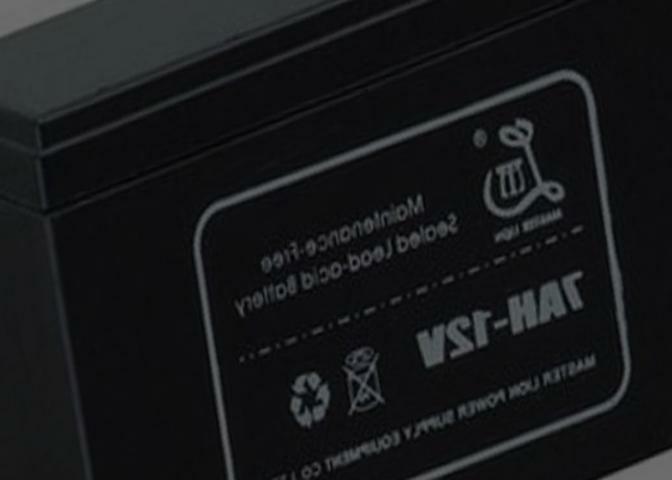 ®
MASTER LION
Maintenance-Free
Sealed Lead-acid Battery
7AH-12V
MASTER LION POWER SUPPLY EQUIPMENT CO